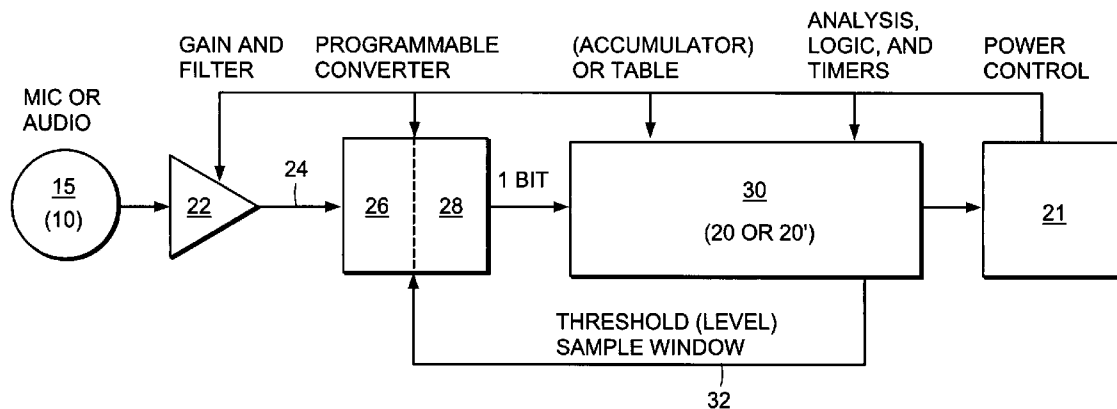 GAIN AND
FILTER
PROGRAMMABLE
CONVERTER
(ACCUMULATOR)
OR TABLE
ANALYSIS,
LOGIC, AND
TIMERS
POWER
CONTROL
MIC OR
AUDIO
15
(10)
22
24
26
28
1 BIT
30
(20 OR 20')
21
THRESHOLD (LEVEL)
SAMPLE WINDOW
32